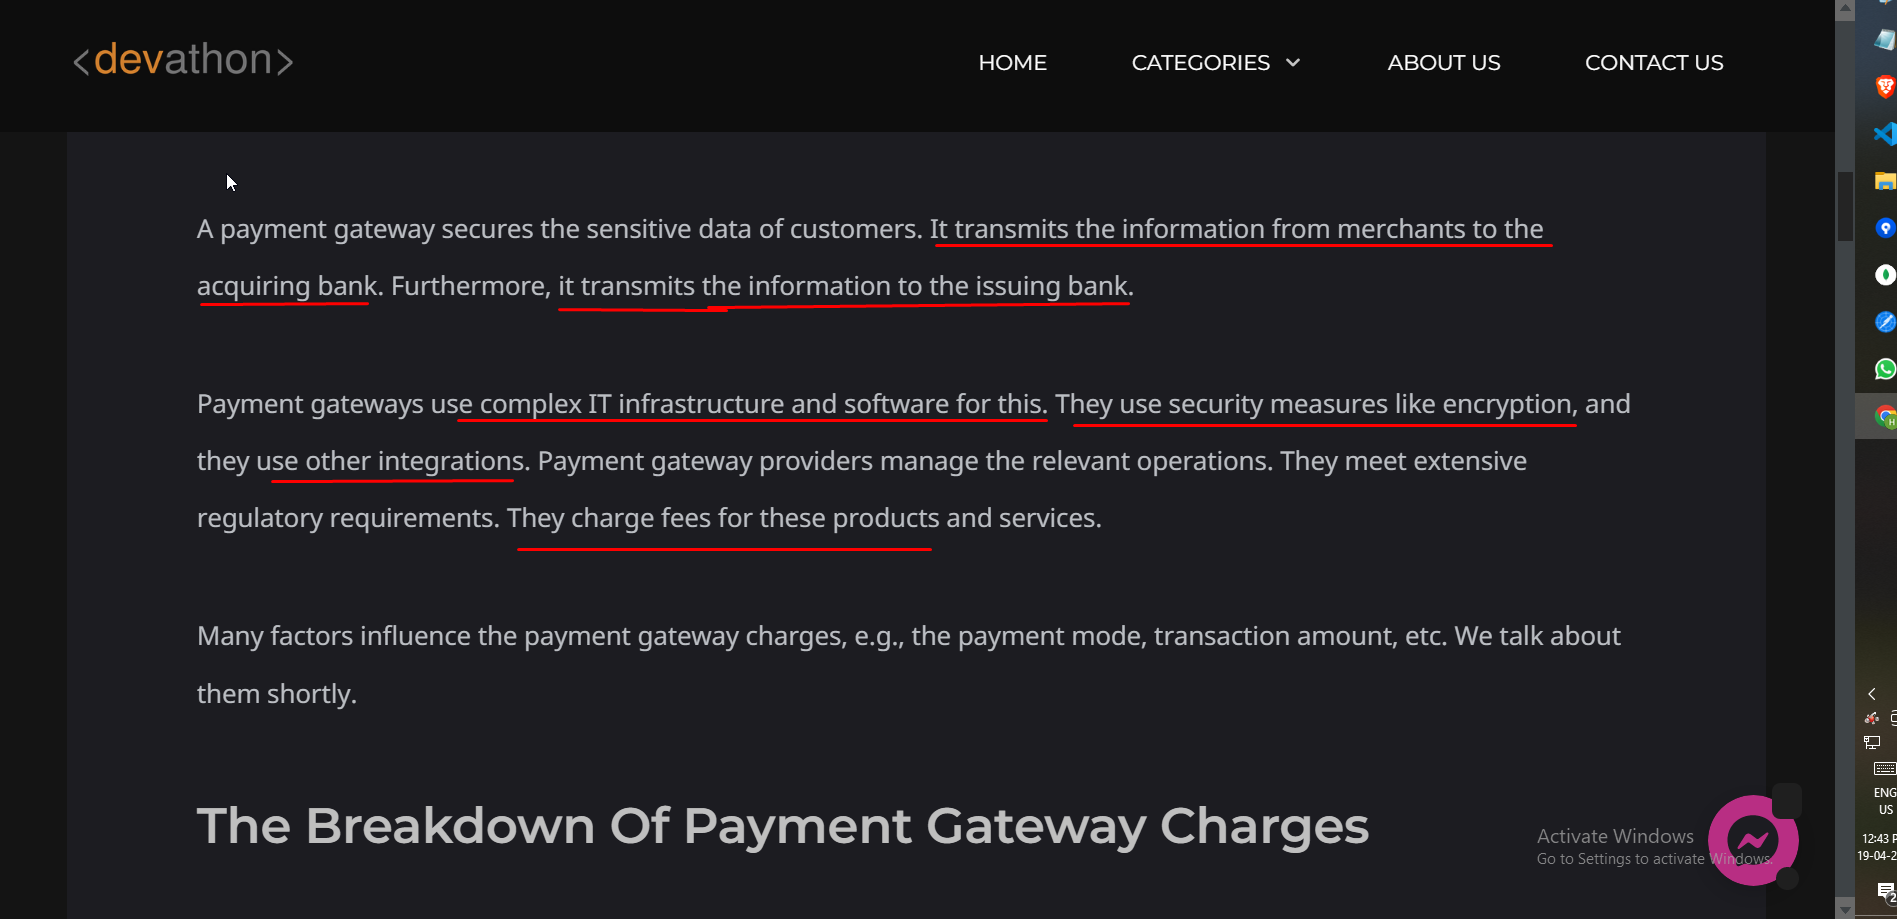 <devathon>
HOME
CATEGORIES
ABOUT US
CONTACT US
A payment gateway secures the sensitive data of customers. It transmits the information from merchants to the
acquiring bank. Furthermore, it transmits the information to the issuing bank.
Payment gateways use complex IT infrastructure and software for this. They use security measures like encryption, and
they use other integrations. Payment gateway providers manage the relevant operations. They meet extensive
regulatory requirements. They charge fees for these products and services.
Many factors influence the payment gateway charges, e.g., the payment mode, transaction amount, etc. We talk about
them shortly.
The Breakdown Of Payment Gateway Charges
Activate Windows
Go to Settings to activate Windows.
ENG
US
12:43 P
19-04-2